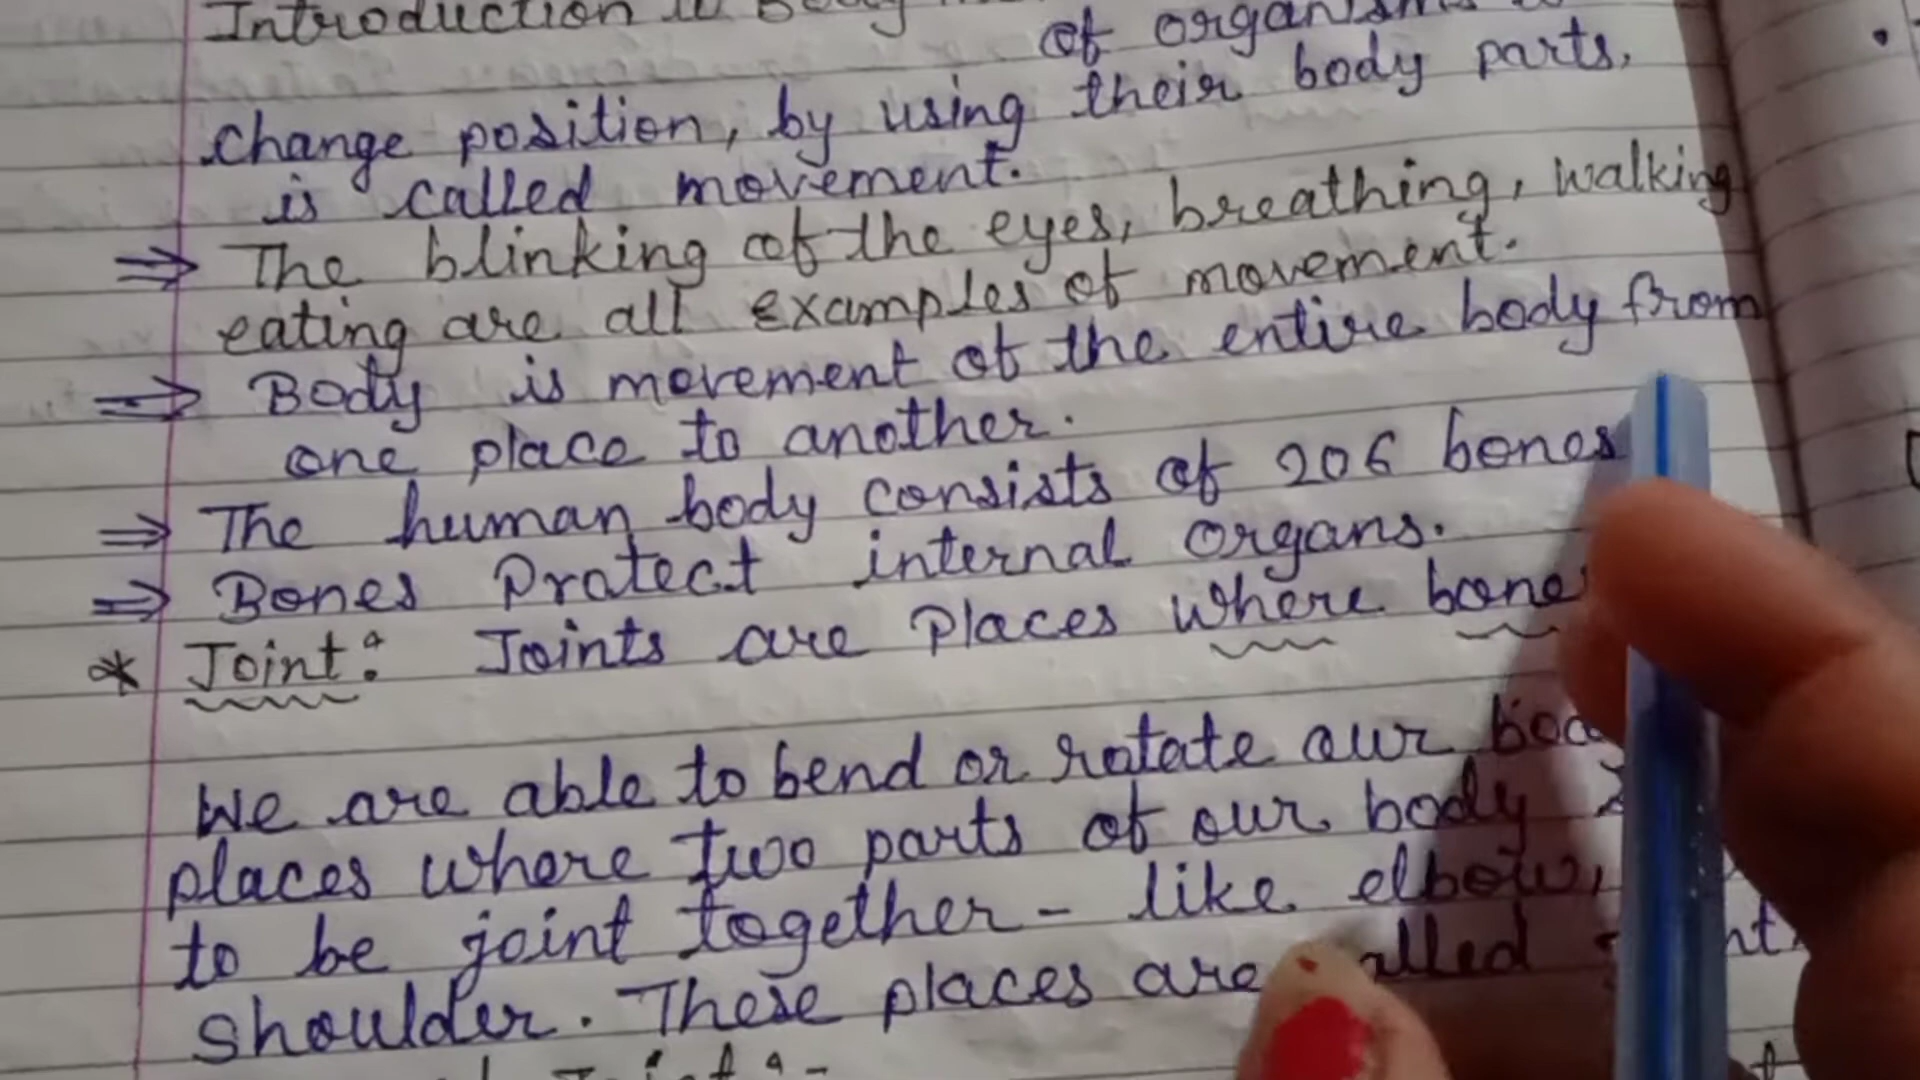 Introduction to Body
of organisms
change position, by using their body parts,
is called movement.
⇒ The blinking of the eyes, breathing, walking
eating are all examples of movement.
⇒ Body is movement of the entire body from
one place to another.
⇒ The human body consists of 206 bones
⇒ Bones Protect internal organs.
* Joint: Joints are Places where bone
We are able to bend or rotate our
places where two parts of our body
to be joint together - like elbow,
shoulder. These places are